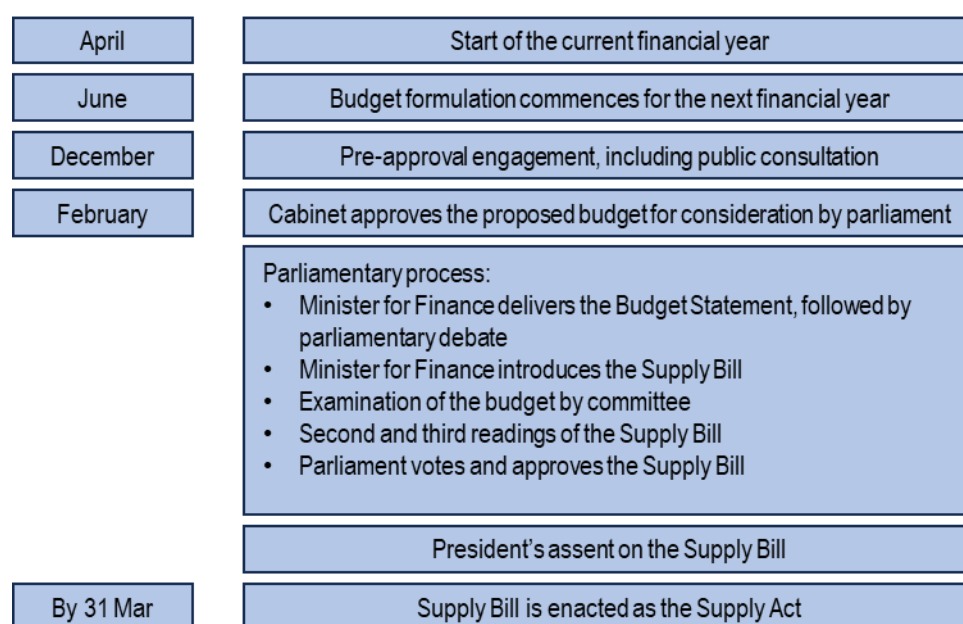 April
Start of the current financial year
June
Budget formulation commences for the next financial year
December
Pre-approval engagement, including public consultation
February
Cabinet approves the proposed budget for consideration by parliament
Parliamentary process:
• Minister for Finance delivers the Budget Statement, followed by
parliamentary debate
• Minister for Finance introduces the Supply Bill
• Examination of the budget by committee
• Second and third readings of the Supply Bill
• Parliament votes and approves the Supply Bill
President’s assent on the Supply Bill
By 31 Mar
Supply Bill is enacted as the Supply Act